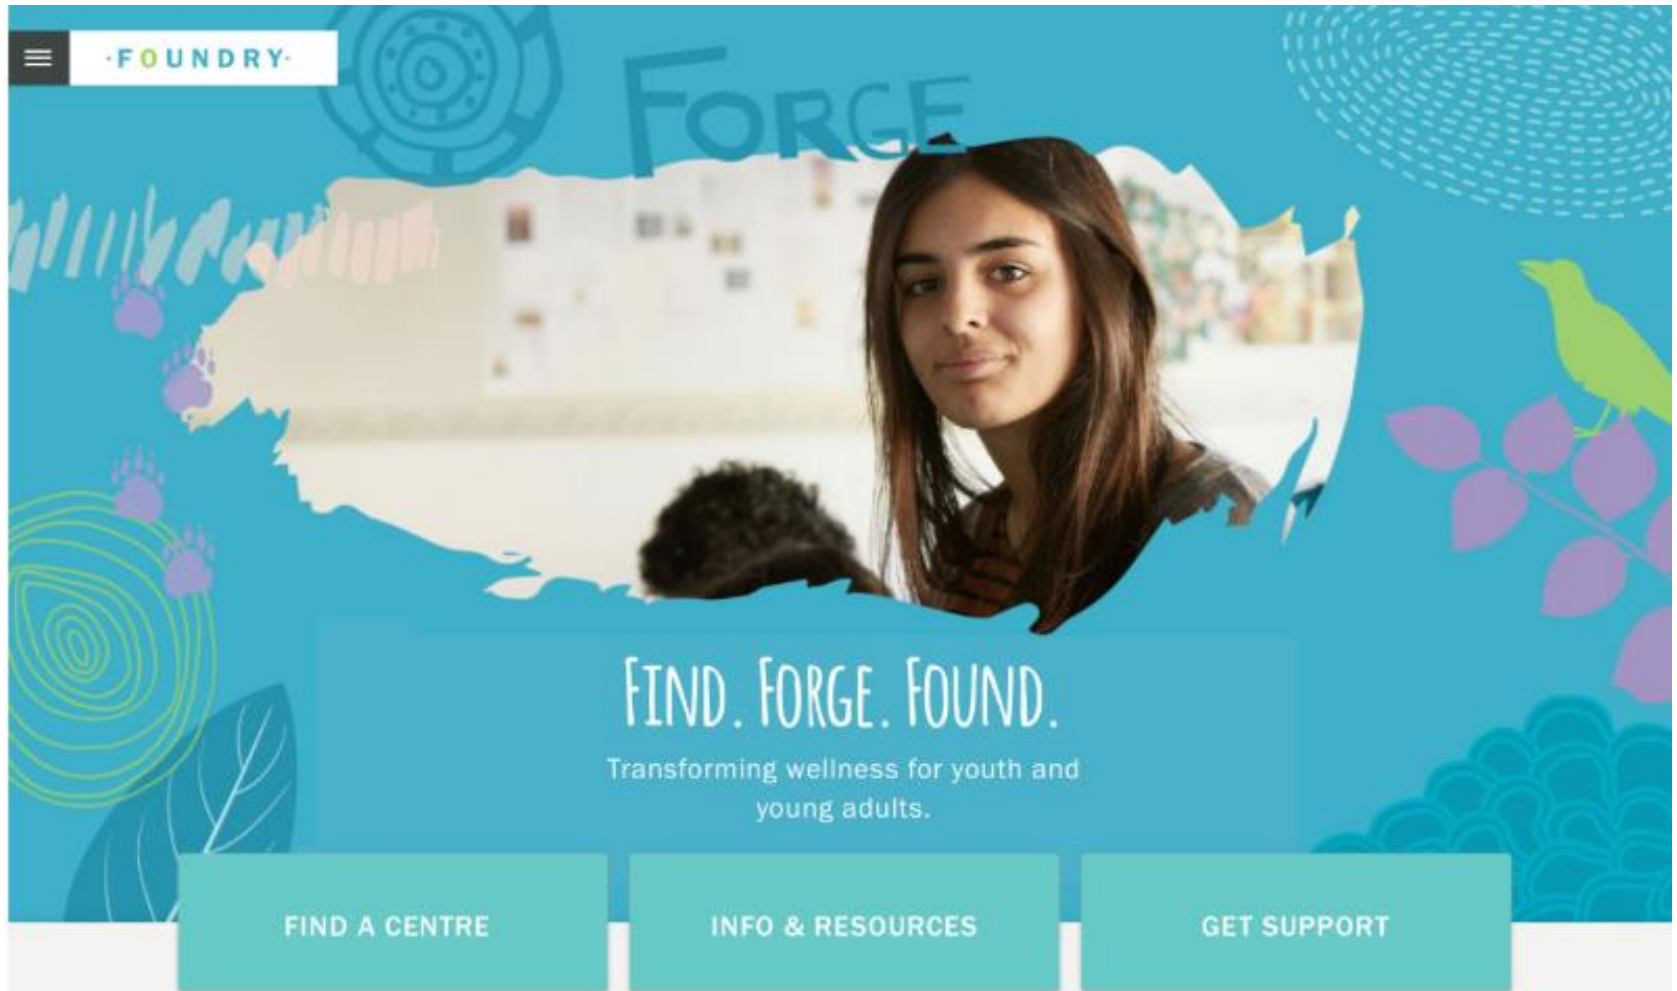 ·FOUNDRY·
FORGE
FIND. FORGE. FOUND.
Transforming wellness for youth and
young adults.
FIND A CENTRE
INFO & RESOURCES
GET SUPPORT